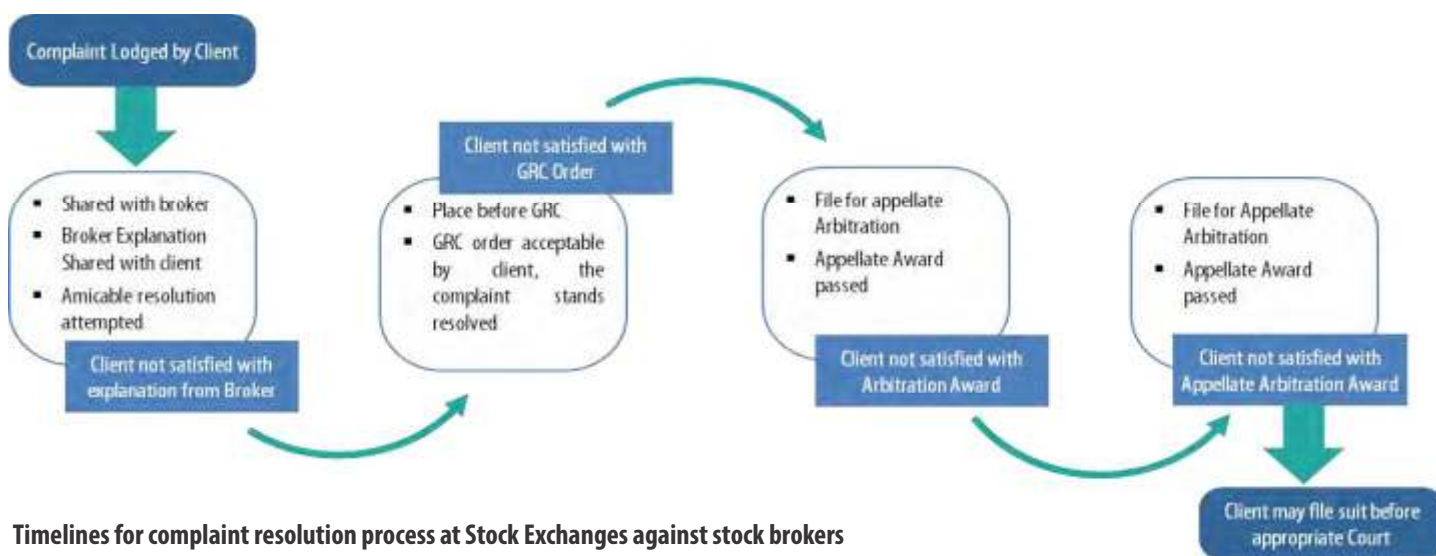 Complaint Lodged by Client
▪ Shared with broker
▪ Broker Explanation
Shared with client
▪ Amicable resolution
attempted
Client not satisfied with
explanation from Broker
Client not satisfied with
GRC Order
▪ Place before GRC
▪ GRC order acceptable
by client, the
complaint stands
resolved
▪ File for appellate
Arbitration
▪ Appellate Award
passed
Client not satisfied with
Arbitration Award
▪ File for Appellate
Arbitration
▪ Appellate Award
passed
Client not satisfied with
Appellate Arbitration Award
Client may file suit before
appropriate Court
Timelines for complaint resolution process at Stock Exchanges against stock brokers